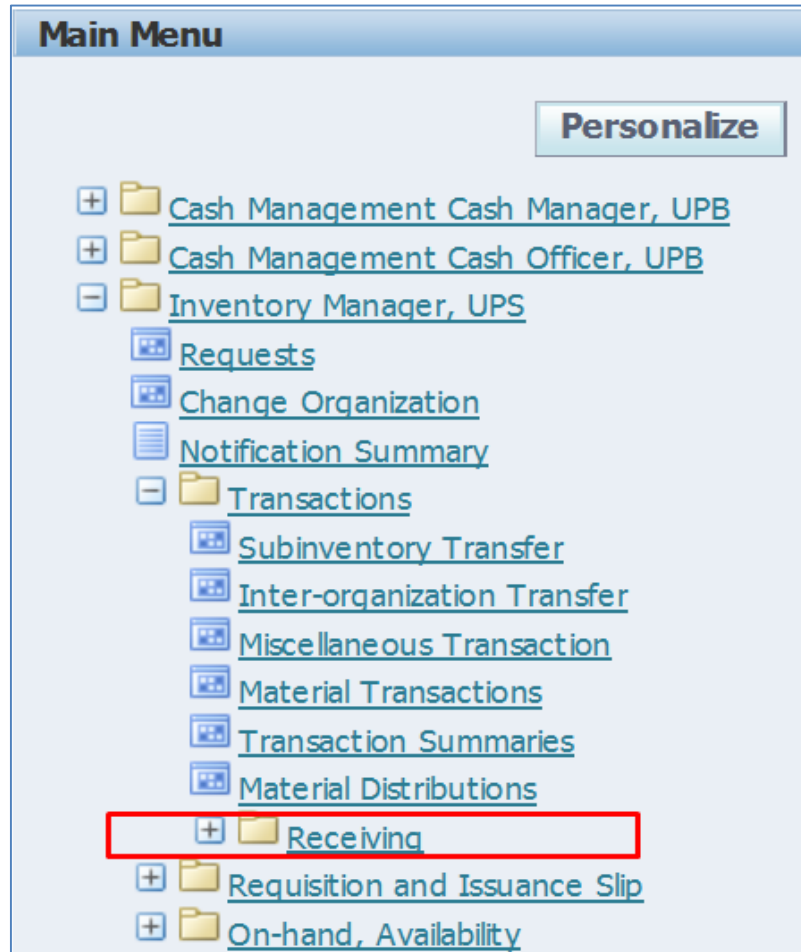 Main Menu
Personalize
Cash Management Cash Manager, UPB
Cash Management Cash Officer, UPB
Inventory Manager, UPS
Requests
Change Organization
Notification Summary
Transactions
Subinventory Transfer
Inter-organization Transfer
Miscellaneous Transaction
Material Transactions
Transaction Summaries
Material Distributions
Receiving
Requisition and Issuance Slip
On-hand, Availability